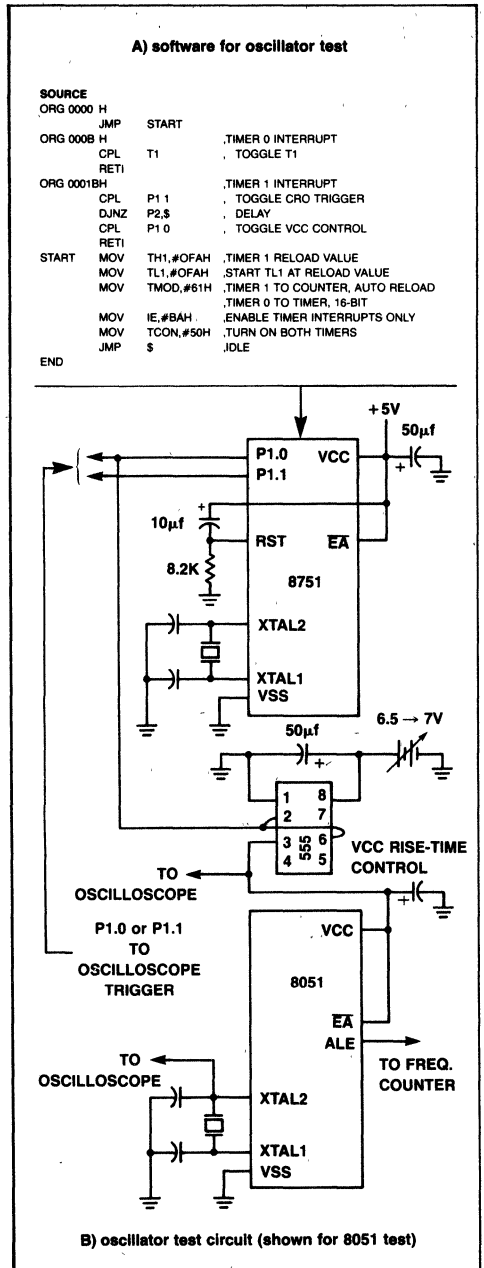 A) software for oscillator test
SOURCE
ORG 0000 H
JMP START
ORG 000B H ,TIMER 0 INTERRUPT
CPL T1 , TOGGLE T1
RETI
ORG 0001BH ,TIMER 1 INTERRUPT
CPL P1 1 , TOGGLE CRO TRIGGER
DJNZ P2,$ , DELAY
CPL P1 0 , TOGGLE VCC CONTROL
RETI
START MOV TH1,#OFAH ,TIMER 1 RELOAD VALUE
MOV TL1,#OFAH ,START TL1 AT RELOAD VALUE
MOV TMOD,#61H ,TIMER 1 TO COUNTER, AUTO RELOAD
,TIMER 0 TO TIMER, 16-BIT
MOV IE,#BAH ,ENABLE TIMER INTERRUPTS ONLY
MOV TCON,#50H ,TURN ON BOTH TIMERS
JMP $ ,IDLE
END
+5V
50µf
+
P1.0
VCC
P1.1
+
10µf
RST
EA
8.2K
8751
XTAL2
XTAL1
VSS
50µf
+
6.5 → 7V
1 8
2 7
3 6
4 5
555
VCC RISE-TIME
CONTROL
TO
OSCILLOSCOPE
+
P1.0 or P1.1
TO
OSCILLOSCOPE
TRIGGER
VCC
8051
EA
ALE
TO FREQ.
COUNTER
TO
OSCILLOSCOPE
XTAL2
XTAL1
VSS
B) oscillator test circuit (shown for 8051 test)